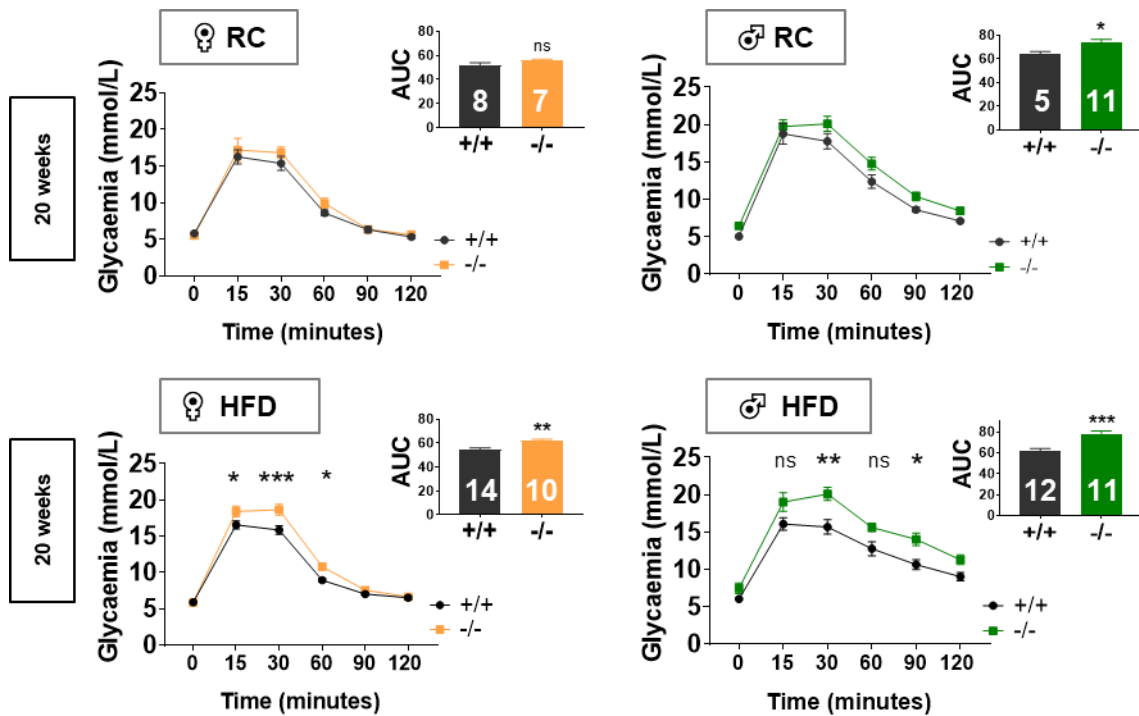 ♀ RC
20 weeks
Glycaemia (mmol/L)
25
20
15
10
5
0
0 15 30 60 90 120
Time (minutes)
+/+
-/-
AUC
80
60
40
20
0
ns
8 7
+/+ -/-
♂ RC
Glycaemia (mmol/L)
25
20
15
10
5
0
0 15 30 60 90 120
Time (minutes)
+/+
-/-
AUC
80
60
40
20
0
*
5 11
+/+ -/-
♀ HFD
20 weeks
Glycaemia (mmol/L)
25
20
15
10
5
0
* *** *
0 15 30 60 90 120
Time (minutes)
+/+
-/-
AUC
80
60
40
20
0
**
14 10
+/+ -/-
♂ HFD
Glycaemia (mmol/L)
25
20
15
10
5
0
ns ** ns *
0 15 30 60 90 120
Time (minutes)
+/+
-/-
AUC
80
60
40
20
0
***
12 11
+/+ -/-